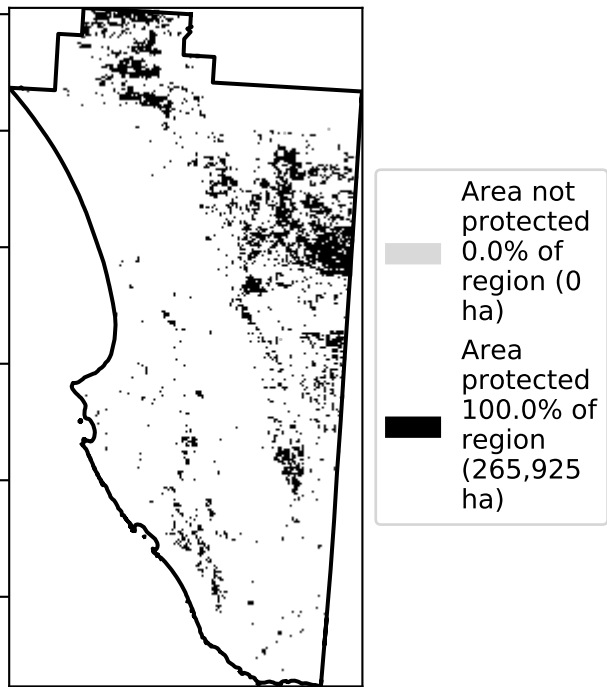 Area not
protected
0.0% of
region (0
ha)
Area
protected
100.0% of
region
(265,925
ha)